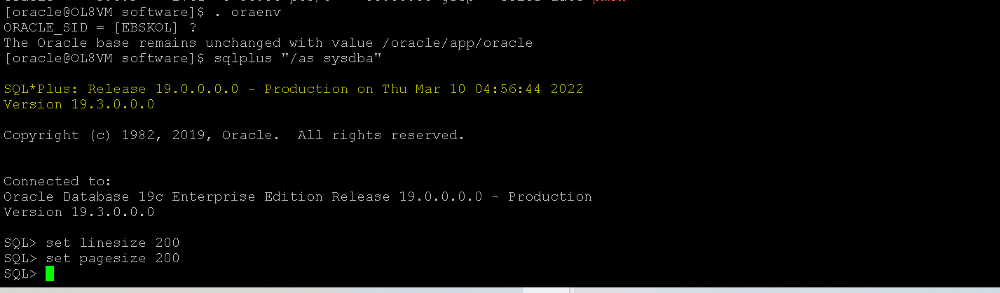 [oracle@OL8VM software]$ . oraenv
ORACLE_SID = [EBSKOL] ?
The Oracle base remains unchanged with value /oracle/app/oracle
[oracle@OL8VM software]$ sqlplus "/as sysdba"
SQL*Plus: Release 19.0.0.0.0 - Production on Thu Mar 10 04:56:44 2022
Version 19.3.0.0.0
Copyright (c) 1982, 2019, Oracle.  All rights reserved.
Connected to:
Oracle Database 19c Enterprise Edition Release 19.0.0.0.0 - Production
Version 19.3.0.0.0
SQL> set linesize 200
SQL> set pagesize 200
SQL>